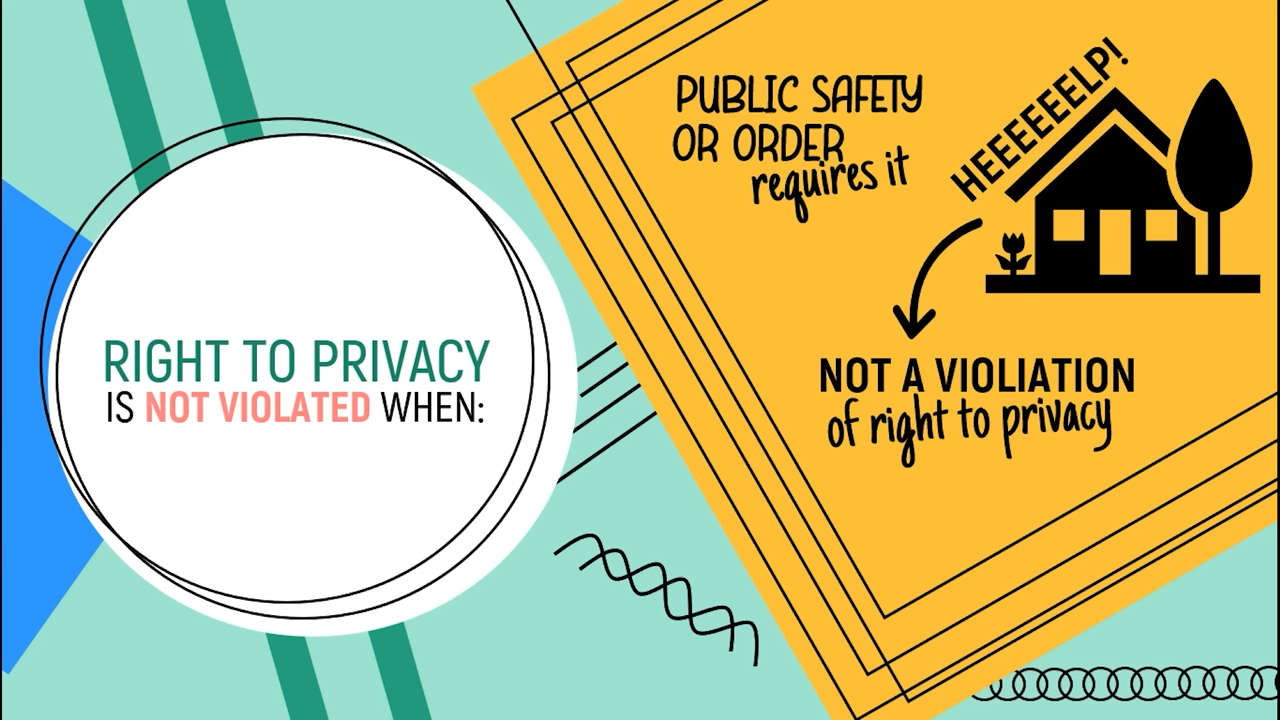 RIGHT TO PRIVACY
IS NOT VIOLATED WHEN:
PUBLIC SAFETY
OR ORDER
requires it
HEEEEEELP!
NOT A VIOLIATION
of right to privacy